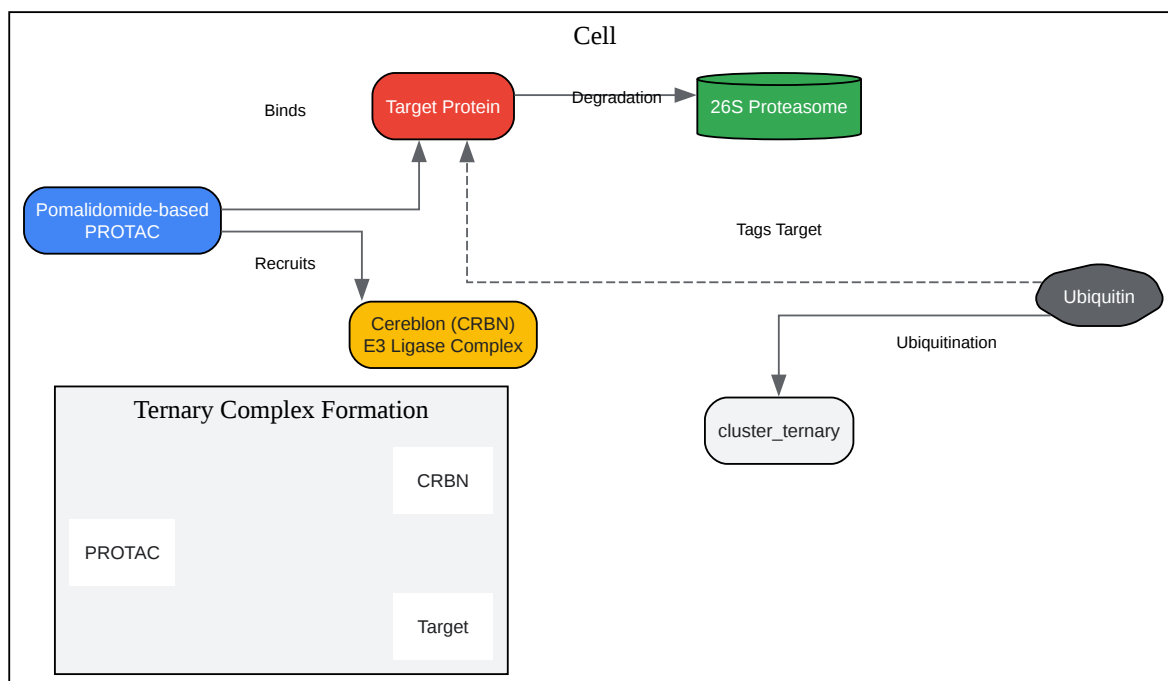 Cell
Target Protein
Degradation
26S Proteasome
Binds
Pomalidomide-based
PROTAC
Tags Target
Recruits
Ubiquitin
Cereblon (CRBN)
E3 Ligase Complex
Ubiquitination
Ternary Complex Formation
cluster_ternary
CRBN
PROTAC
Target